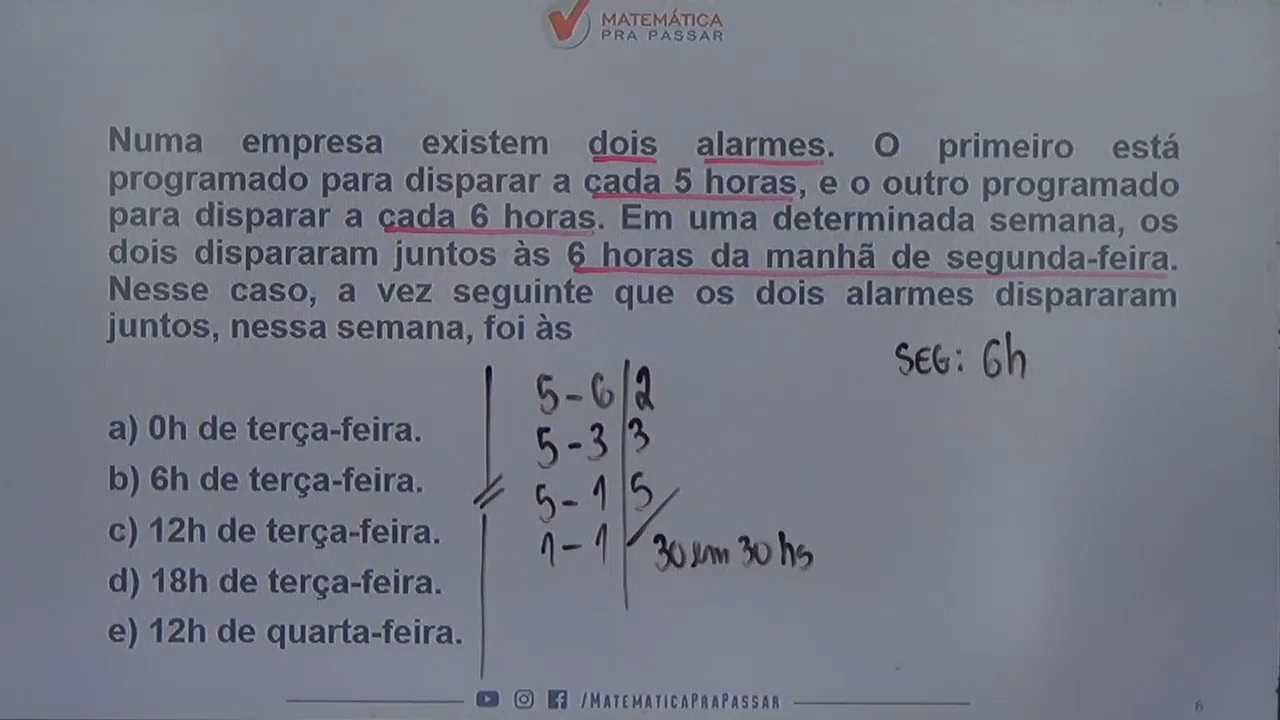 MATEMÁTICA
PRA PASSAR
Numa empresa existem dois alarmes. O primeiro está
programado para disparar a cada 5 horas, e o outro programado
para disparar a cada 6 horas. Em uma determinada semana, os
dois dispararam juntos às 6 horas da manhã de segunda-feira.
Nesse caso, a vez seguinte que os dois alarmes dispararam
juntos, nessa semana, foi às
SEG: 6h
a) 0h de terça-feira.
b) 6h de terça-feira.
c) 12h de terça-feira.
d) 18h de terça-feira.
e) 12h de quarta-feira.
5-6|2
5-3|3
5-1|5
1-1|
30 em 30 hs
/MATEMATICAPRAPASSAR
6